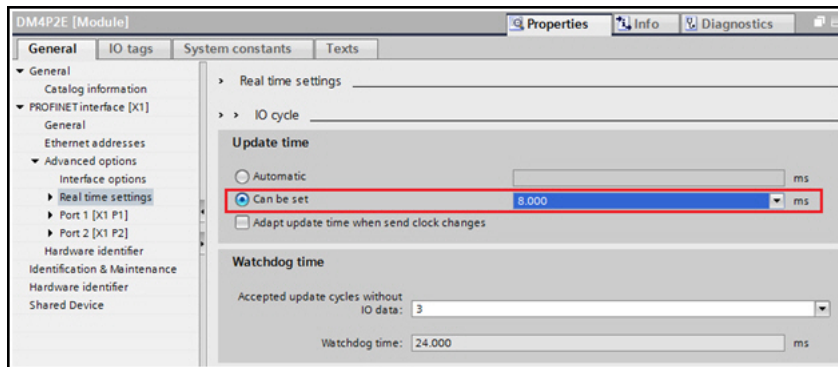 DM4P2E [Module]
Properties
Info
Diagnostics
General
IO tags
System constants
Texts
General
Catalog information
PROFINET interface [X1]
General
Ethernet addresses
Advanced options
Interface options
Real time settings
Port 1 [X1 P1]
Port 2 [X1 P2]
Hardware identifier
Identification & Maintenance
Hardware identifier
Shared Device
Real time settings
IO cycle
Update time
Automatic
ms
Can be set
8.000
ms
Adapt update time when send clock changes
Watchdog time
Accepted update cycles without
IO data: 3
Watchdog time: 24.000 ms